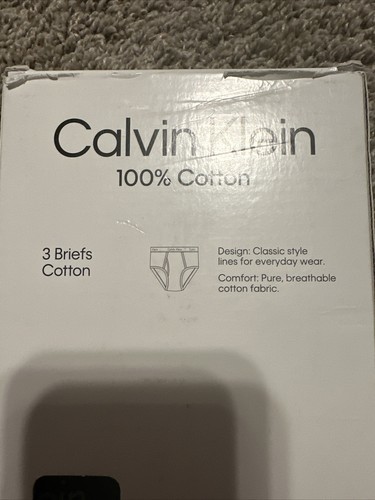 Calvin Klein
100% Cotton
3 Briefs
Cotton
Design: Classic style
lines for everyday wear.
Comfort: Pure, breathable
cotton fabric.